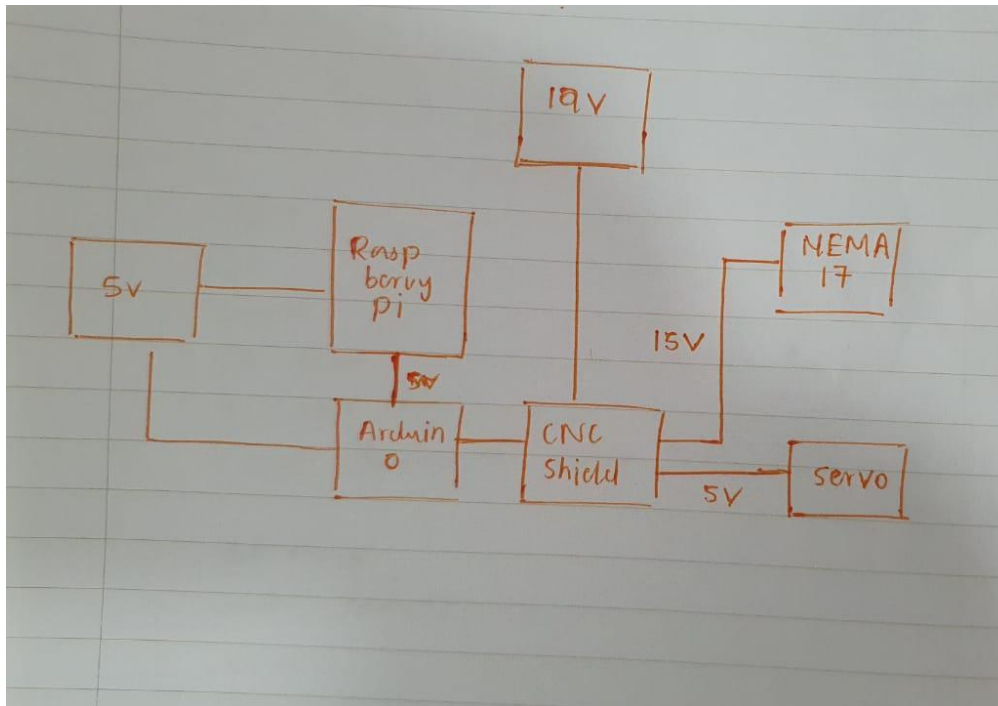 19V
Rasp
berry
Pi
5V
NEMA
17
15V
5V
Arduin
o
CNC
Shield
5V
servo